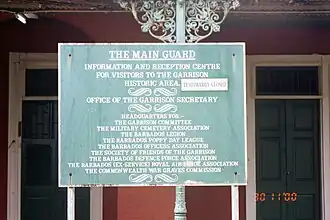 THE MAIN GUARD
INFORMATION AND RECEPTION CENTRE
FOR VISITORS TO THE GARRISON
HISTORIC AREA.
OFFICE OF THE GARRISON SECRETARY
HEADQUARTERS FOR:-
THE GARRISON COMMITTEE
THE MILITARY CEMETERY ASSOCIATION
THE BARBADOS LEGION
THE BARBADOS POPPY DAY LEAGUE
THE BARBADOS OFFICERS ASSOCIATION
THE SOCIETY OF FRIENDS OF THE GARRISON
THE BARBADOS DEFENCE FORCE ASSOCIATION
THE BARBADOS (EX-SERVICE) ROYAL AIR FORCE ASSOCIATION
THE COMMONWEALTH WAR GRAVES COMMISSION
30 11'00